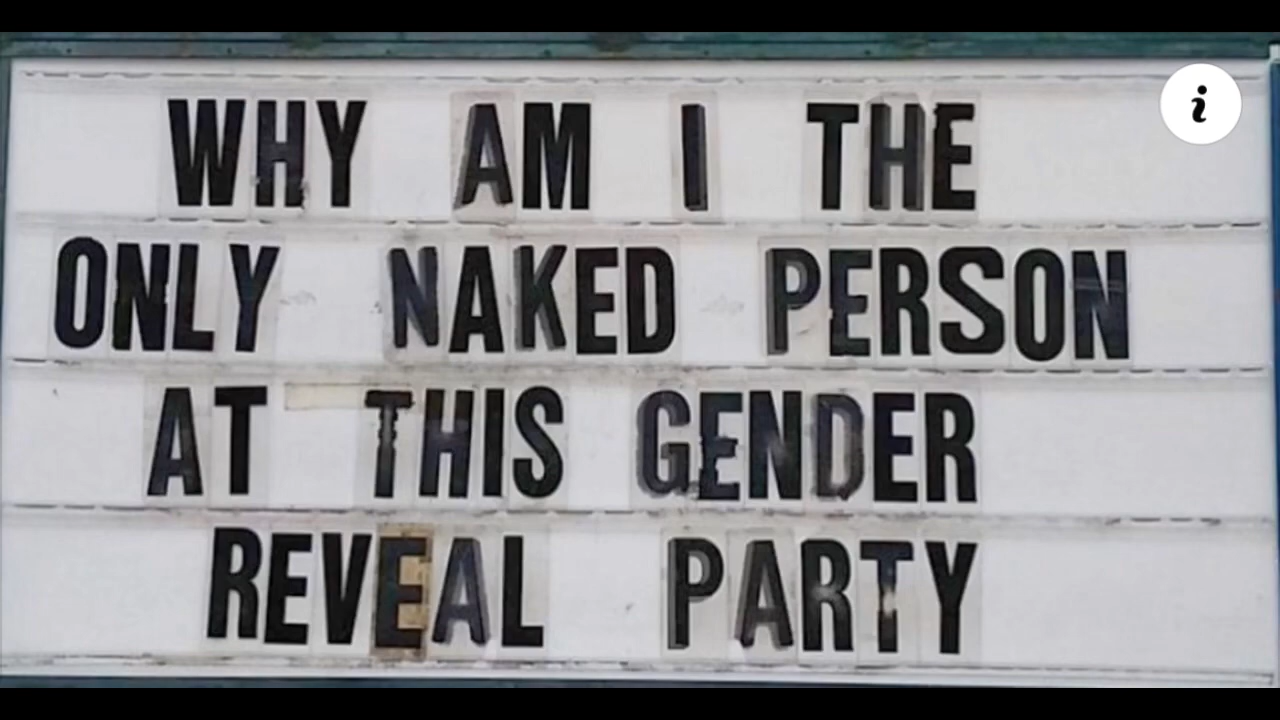 WHY AM I THE
ONLY NAKED PERSON
AT THIS GENDER
REVEAL PARTY
i